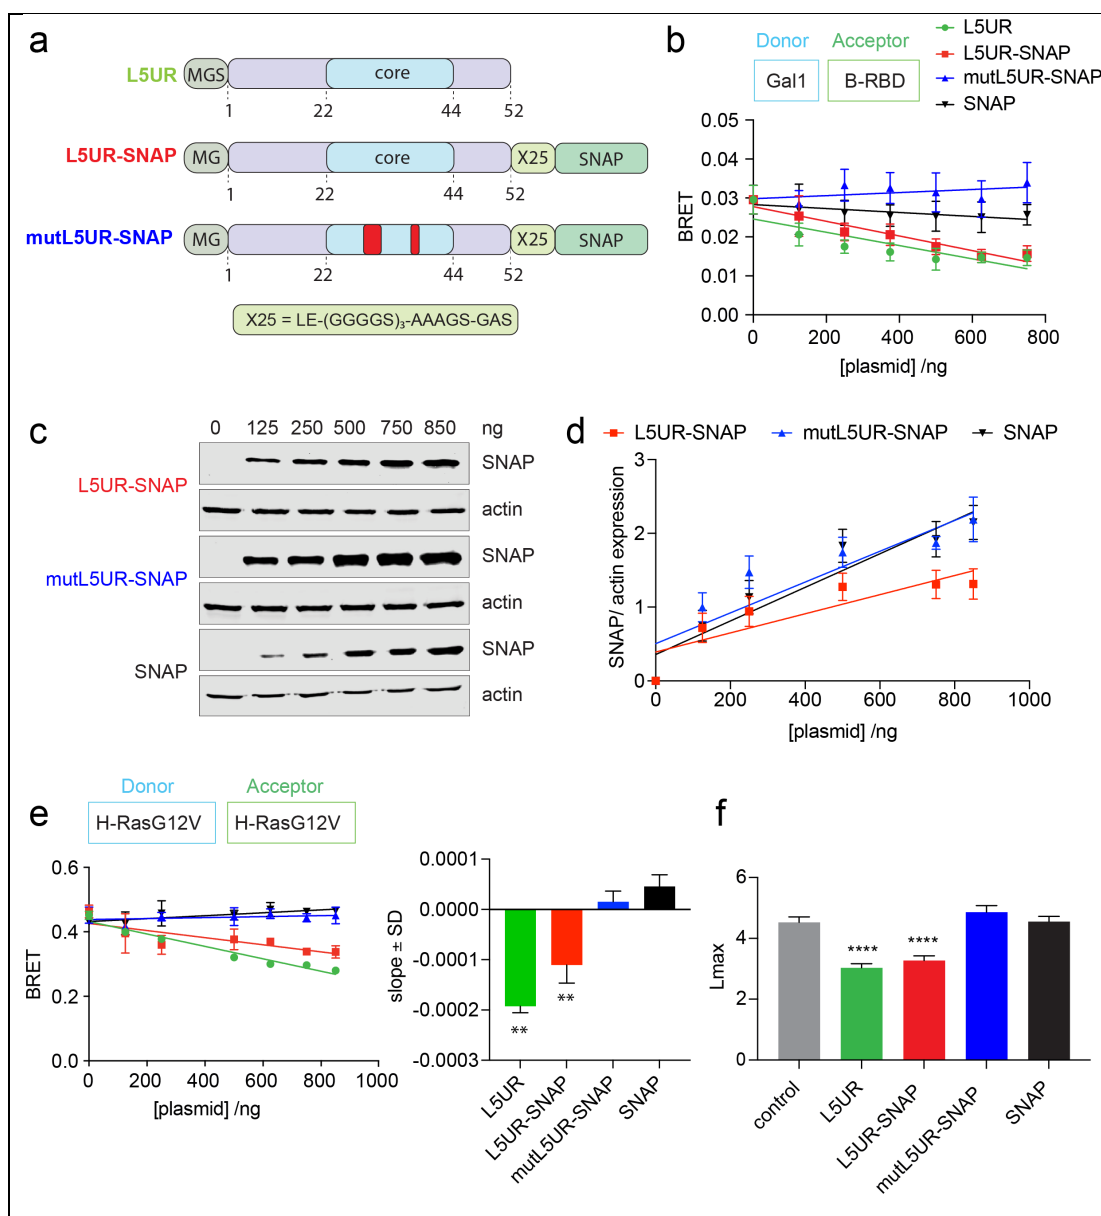 a
L5UR
MGS
core
1 22 44 52
L5UR-SNAP
MG
core
X25
SNAP
1 22 44 52
mutL5UR-SNAP
MG
X25
SNAP
1 22 44 52
X25 = LE-(GGGGS)₃-AAAGS-GAS
b
Donor Acceptor
Gal1 B-RBD
L5UR
L5UR-SNAP
mutL5UR-SNAP
SNAP
BRET
0.05
0.04
0.03
0.02
0.01
0.00
0 200 400 600 800
[plasmid] /ng
c
0 125 250 500 750 850 ng
L5UR-SNAP
SNAP
actin
mutL5UR-SNAP
SNAP
actin
SNAP
SNAP
actin
d
L5UR-SNAP mutL5UR-SNAP SNAP
SNAP/ actin expression
3
2
1
0
0 200 400 600 800 1000
[plasmid] /ng
e
Donor Acceptor
H-RasG12V H-RasG12V
BRET
0.6
0.4
0.2
0.0
0 200 400 600 800 1000
[plasmid] /ng
slope ± SD
0.0001
0.0000
-0.0001
-0.0002
-0.0003
**
**
L5UR
L5UR-SNAP
mutL5UR-SNAP
SNAP
f
Lmax
6
4
2
0
****
****
control
L5UR
L5UR-SNAP
mutL5UR-SNAP
SNAP